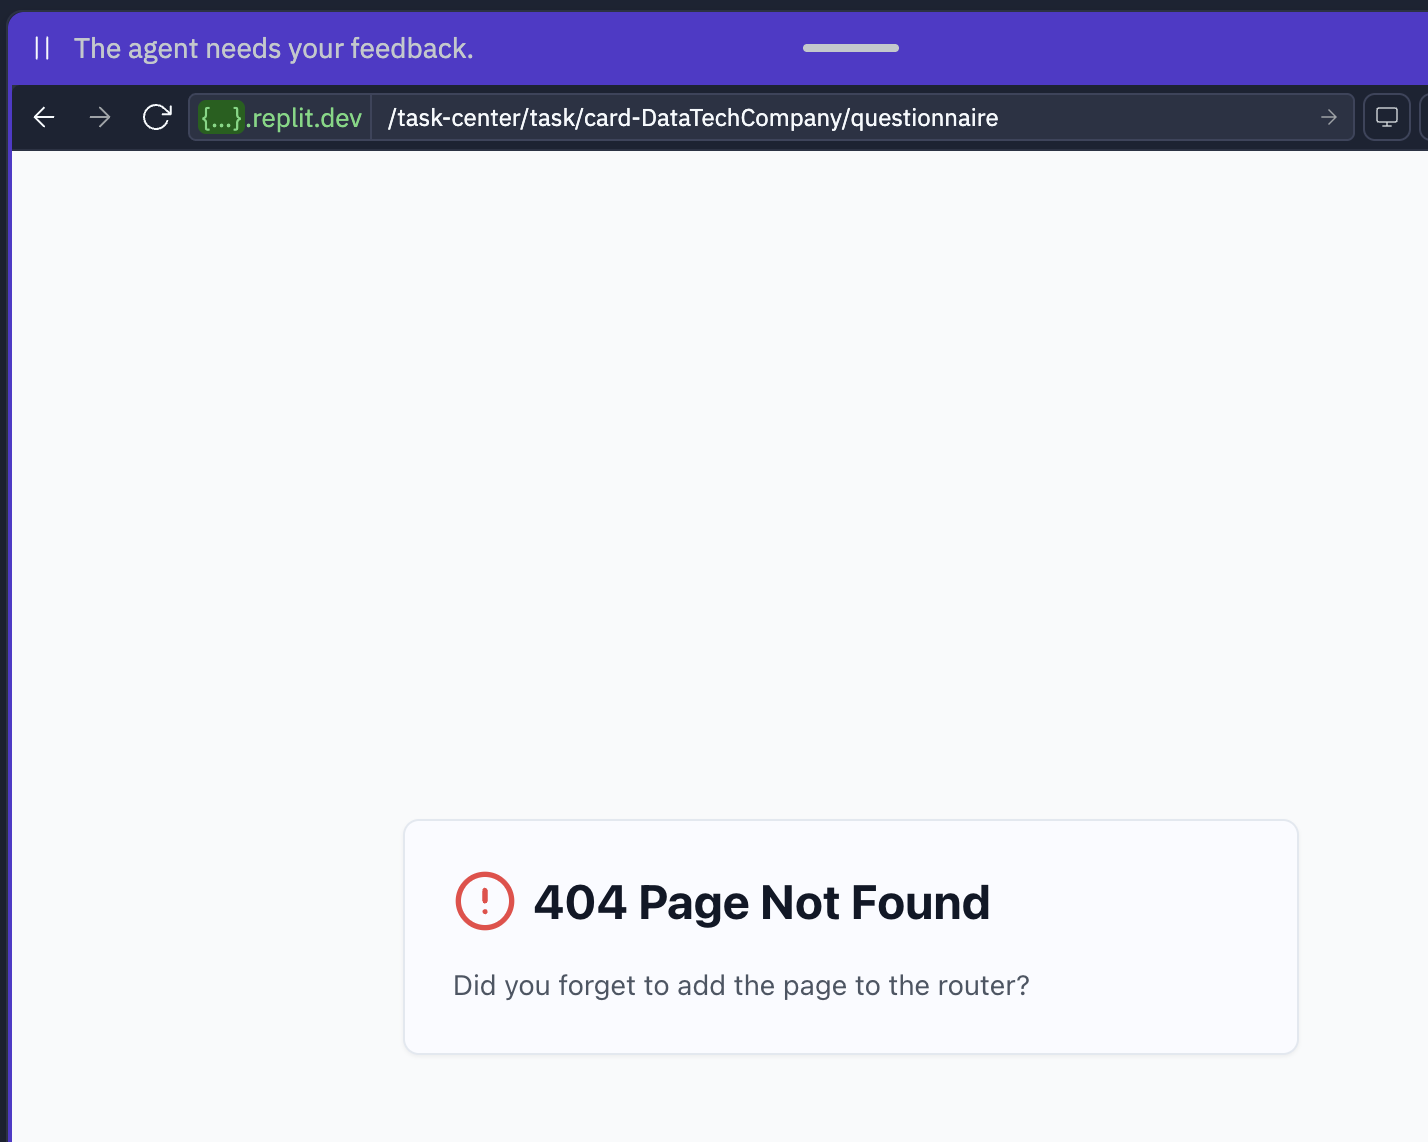 The agent needs your feedback.
{...}.replit.dev /task-center/task/card-DataTechCompany/questionnaire
404 Page Not Found
Did you forget to add the page to the router?